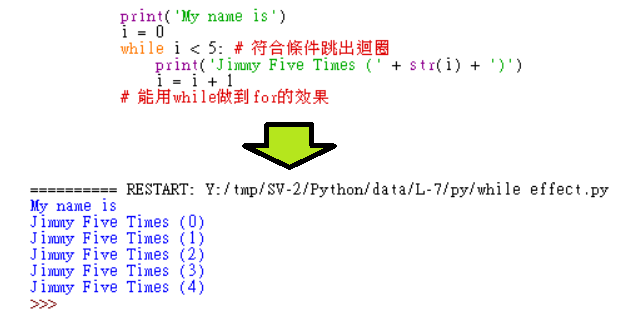 print('My name is')
i = 0
while i < 5: # 符合條件跳出迴圈
    print('Jimmy Five Times (' + str(i) + ')')
    i = i + 1
# 能用while做到for的效果
========== RESTART: Y:/tmp/SV-2/Python/data/L-7/py/while effect.py
My name is
Jimmy Five Times (0)
Jimmy Five Times (1)
Jimmy Five Times (2)
Jimmy Five Times (3)
Jimmy Five Times (4)
>>>